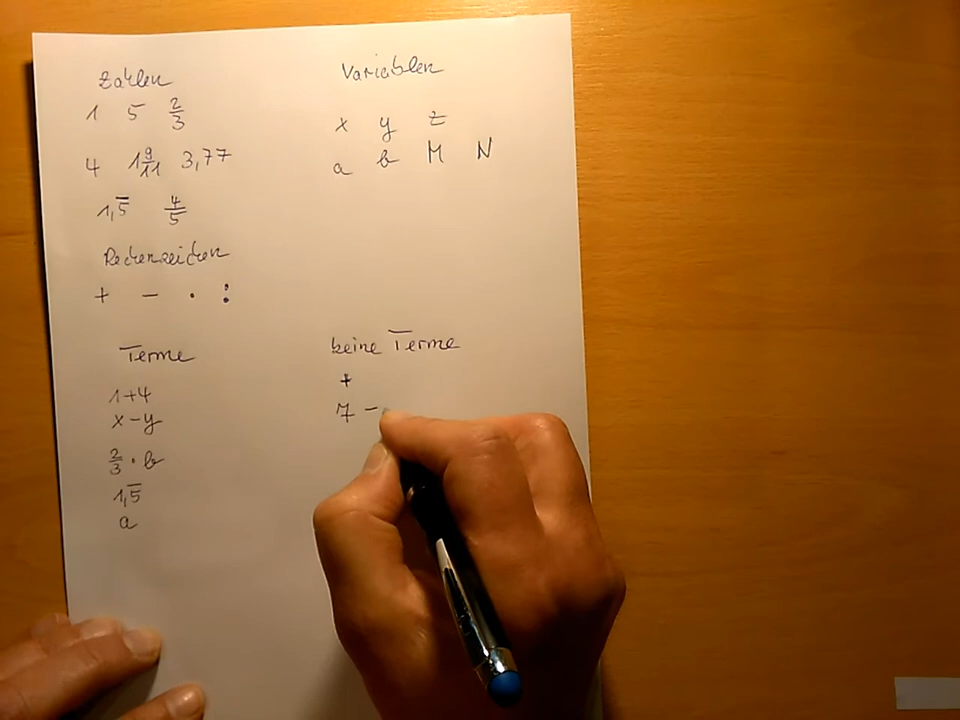 Zahlen
1 5 2/3
4 1 9/11 3,77
1,5̅ 4/5
Rechenzeichen
+ − · :
Variablen
x y z
a b M N
Terme
1+4
x−y
2/3 · b
1,5̅
a
keine Terme
+
7 −